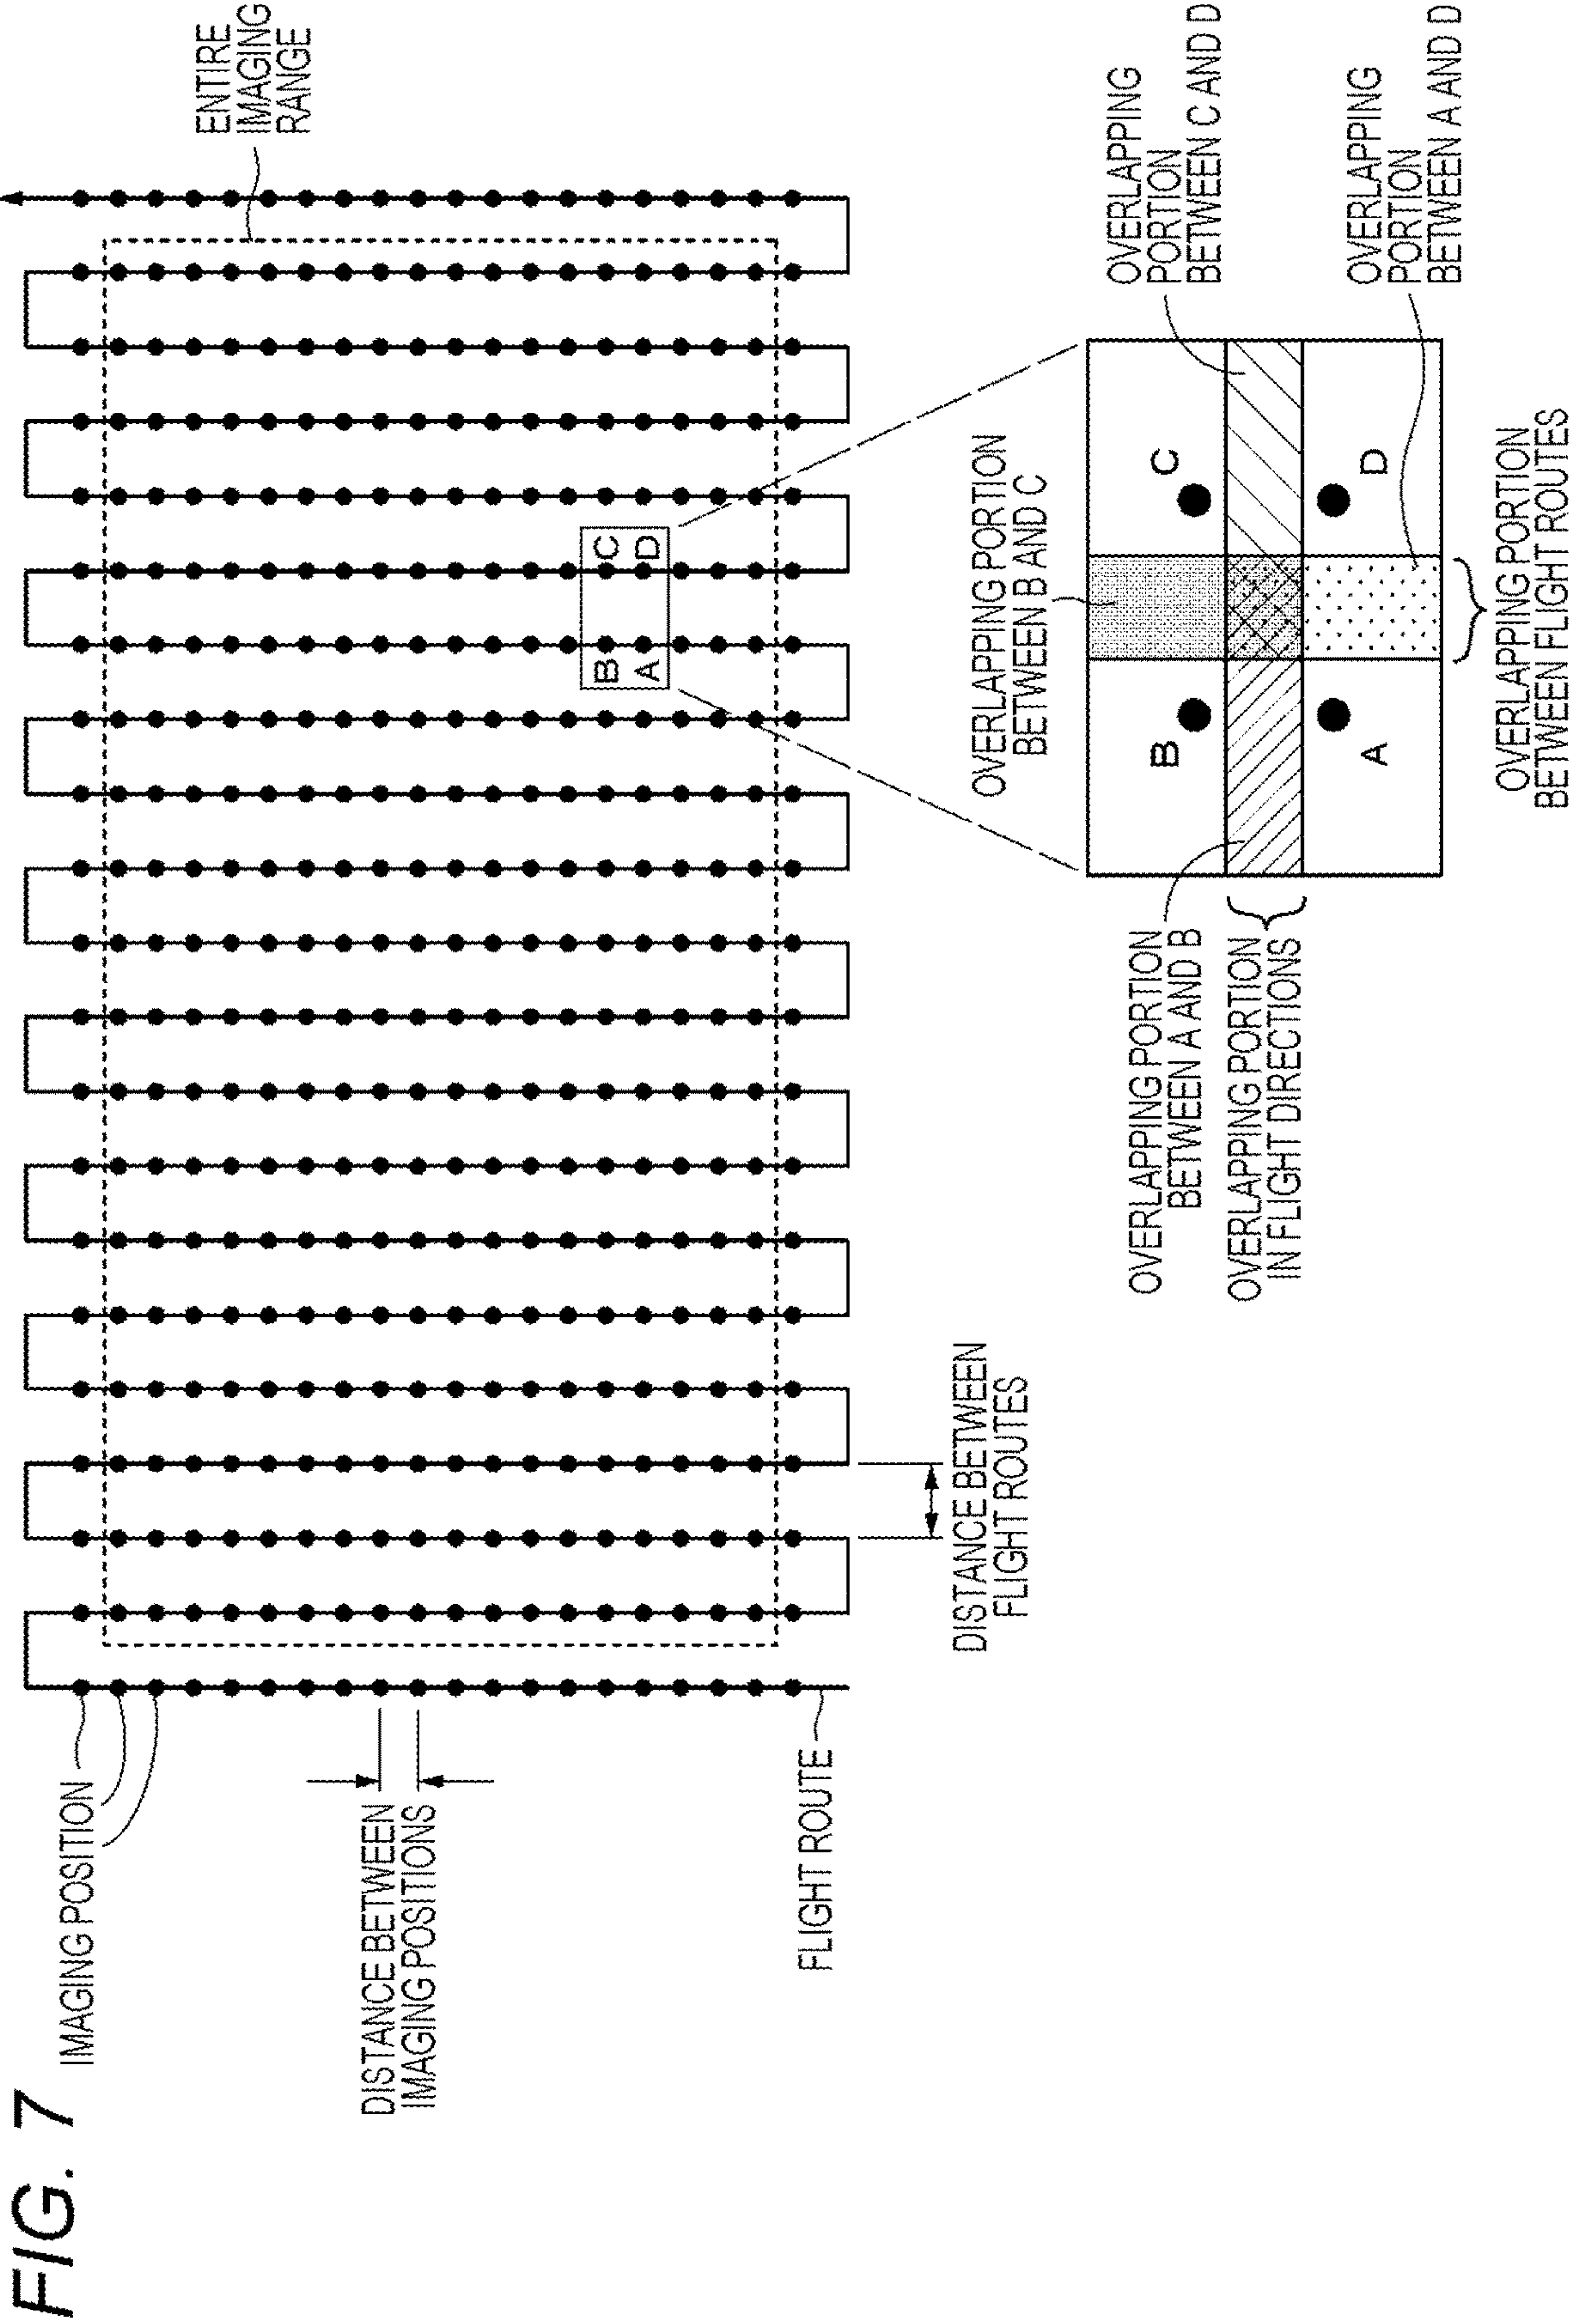 FIG. 7
IMAGING POSITION
DISTANCE BETWEEN
IMAGING POSITIONS
FLIGHT ROUTE
DISTANCE BETWEEN
FLIGHT ROUTES
ENTIRE
IMAGING
RANGE
B
C
A
D
OVERLAPPING PORTION
BETWEEN B AND C
OVERLAPPING
PORTION
BETWEEN C AND D
OVERLAPPING PORTION
BETWEEN A AND B
OVERLAPPING PORTION
IN FLIGHT DIRECTIONS
B
C
A
D
OVERLAPPING
PORTION
BETWEEN A AND D
OVERLAPPING PORTION
BETWEEN FLIGHT ROUTES